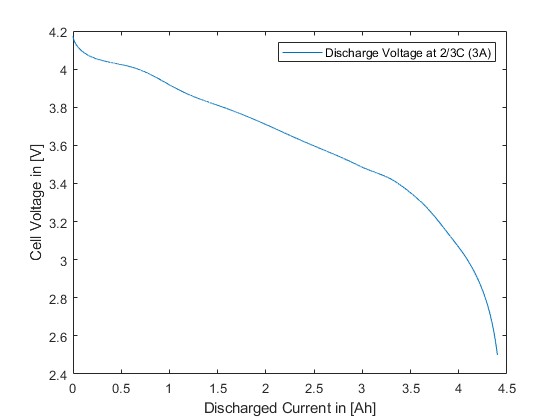 4.2
Discharge Voltage at 2/3C (3A)
4
3.8
3.6
3.4
3.2
3
2.8
2.6
2.4
Cell Voltage in [V]
0 0.5 1 1.5 2 2.5 3 3.5 4 4.5
Discharged Current in [Ah]